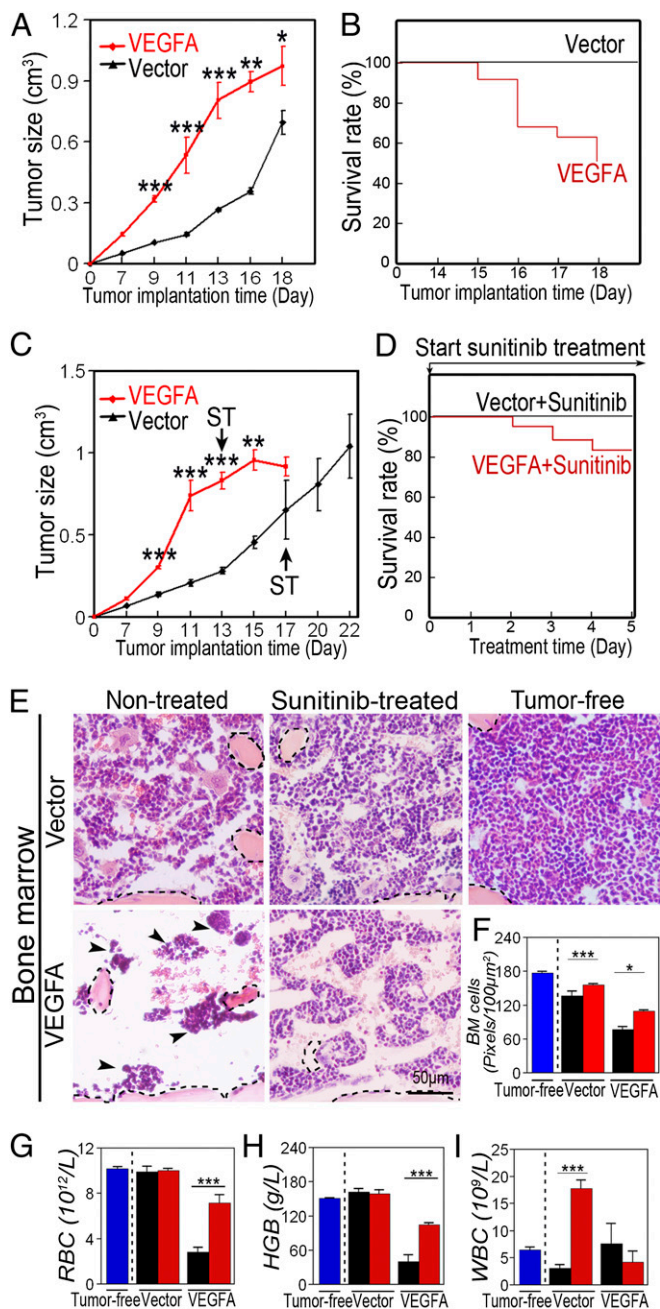 A
VEGFA
Vector
Tumor size (cm³)
1.2
0.9
0.6
0.3
0
***
***
***
**
*
0 7 9 11 13 16 18
Tumor implantation time (Day)
B
Vector
VEGFA
Survival rate (%)
100
80
60
40
20
0
0 14 15 16 17 18
Tumor implantation time (Day)
C
VEGFA
Vector
Tumor size (cm³)
1.5
1
0.5
0
ST
***
***
***
**
ST
0 7 9 11 13 15 17 20 22
Tumor implantation time (Day)
D
Start sunitinib treatment
Vector+Sunitinib
VEGFA+Sunitinib
Survival rate (%)
100
80
60
40
20
0
0 1 2 3 4 5
Treatment time (Day)
E
Non-treated Sunitinib-treated Tumor-free
Bone marrow
Vector
VEGFA
50μm
F
BM cells
(Pixels/100μm²)
240
180
120
60
0
***
*
Tumor-free Vector VEGFA
G
RBC (10¹²/L)
12
8
4
0
***
Tumor-free Vector VEGFA
H
HGB (g/L)
240
180
120
60
0
***
Vector VEGFA
I
WBC (10⁹/L)
25
20
15
10
5
0
***
Tumor-free Vector VEGFA